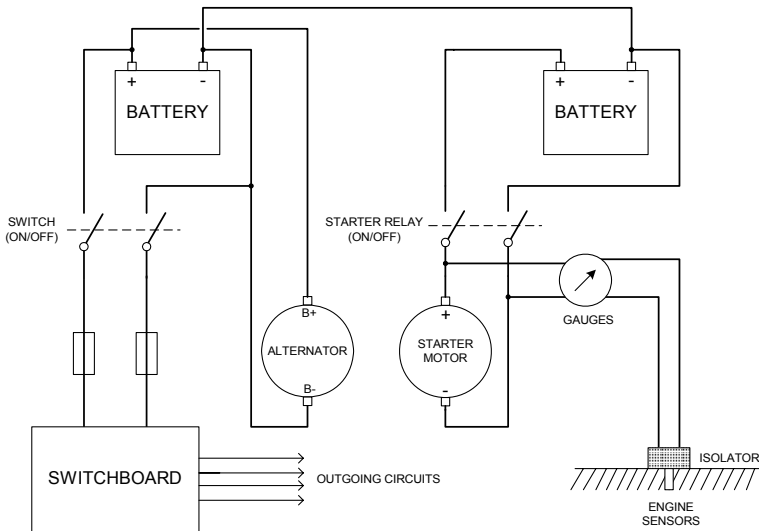 + -
BATTERY
+ -
BATTERY
SWITCH
(ON/OFF)
STARTER RELAY
(ON/OFF)
GAUGES
B+
ALTERNATOR
B-
+
STARTER
MOTOR
-
SWITCHBOARD
OUTGOING CIRCUITS
ISOLATOR
ENGINE
SENSORS